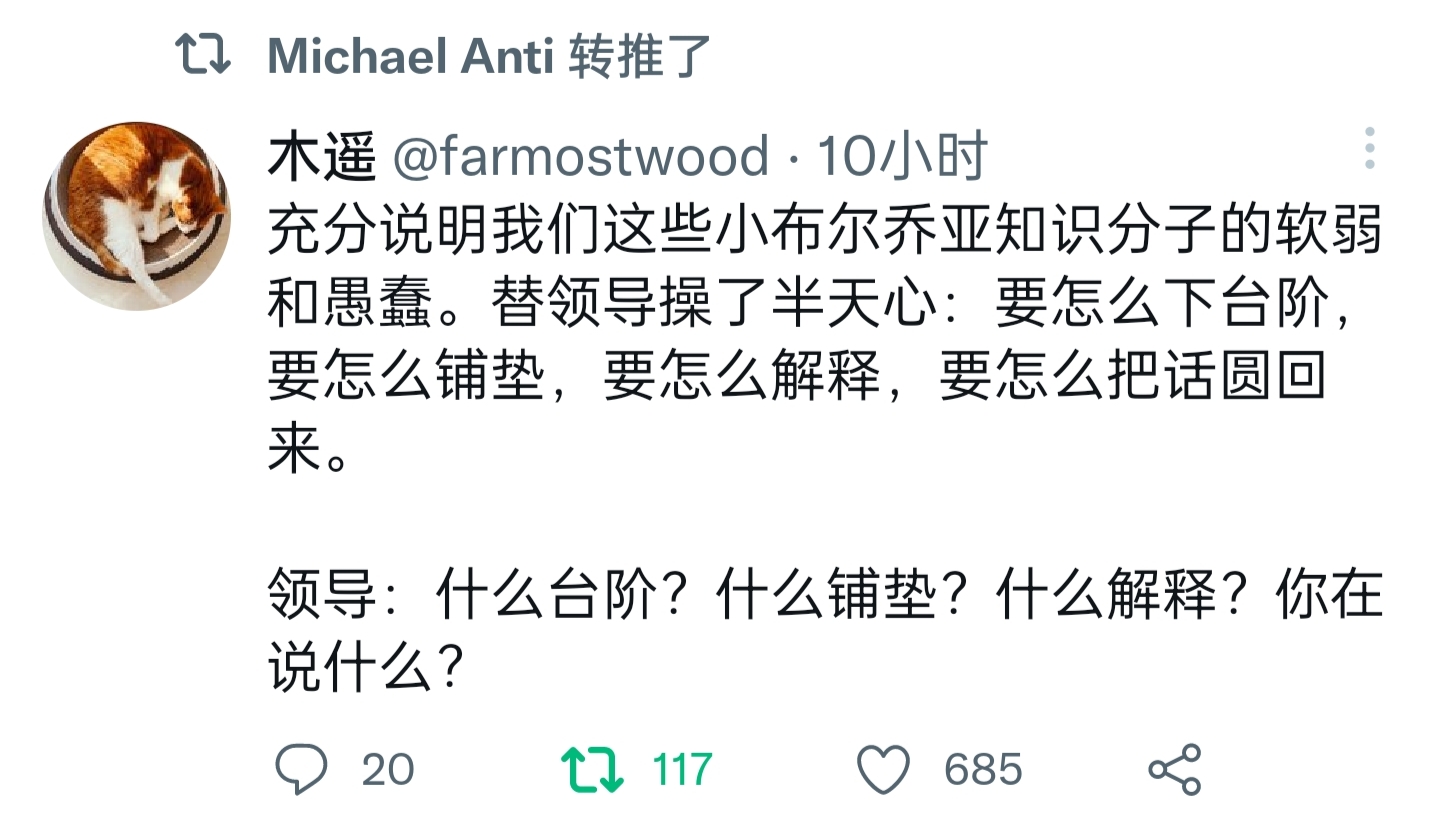 Michael Anti 转推了
木遥 @farmostwood · 10小时
充分说明我们这些小布尔乔亚知识分子的软弱
和愚蠢。替领导操了半天心：要怎么下台阶，
要怎么铺垫，要怎么解释，要怎么把话圆回
来。
领导：什么台阶？什么铺垫？什么解释？你在
说什么？
20 117 685